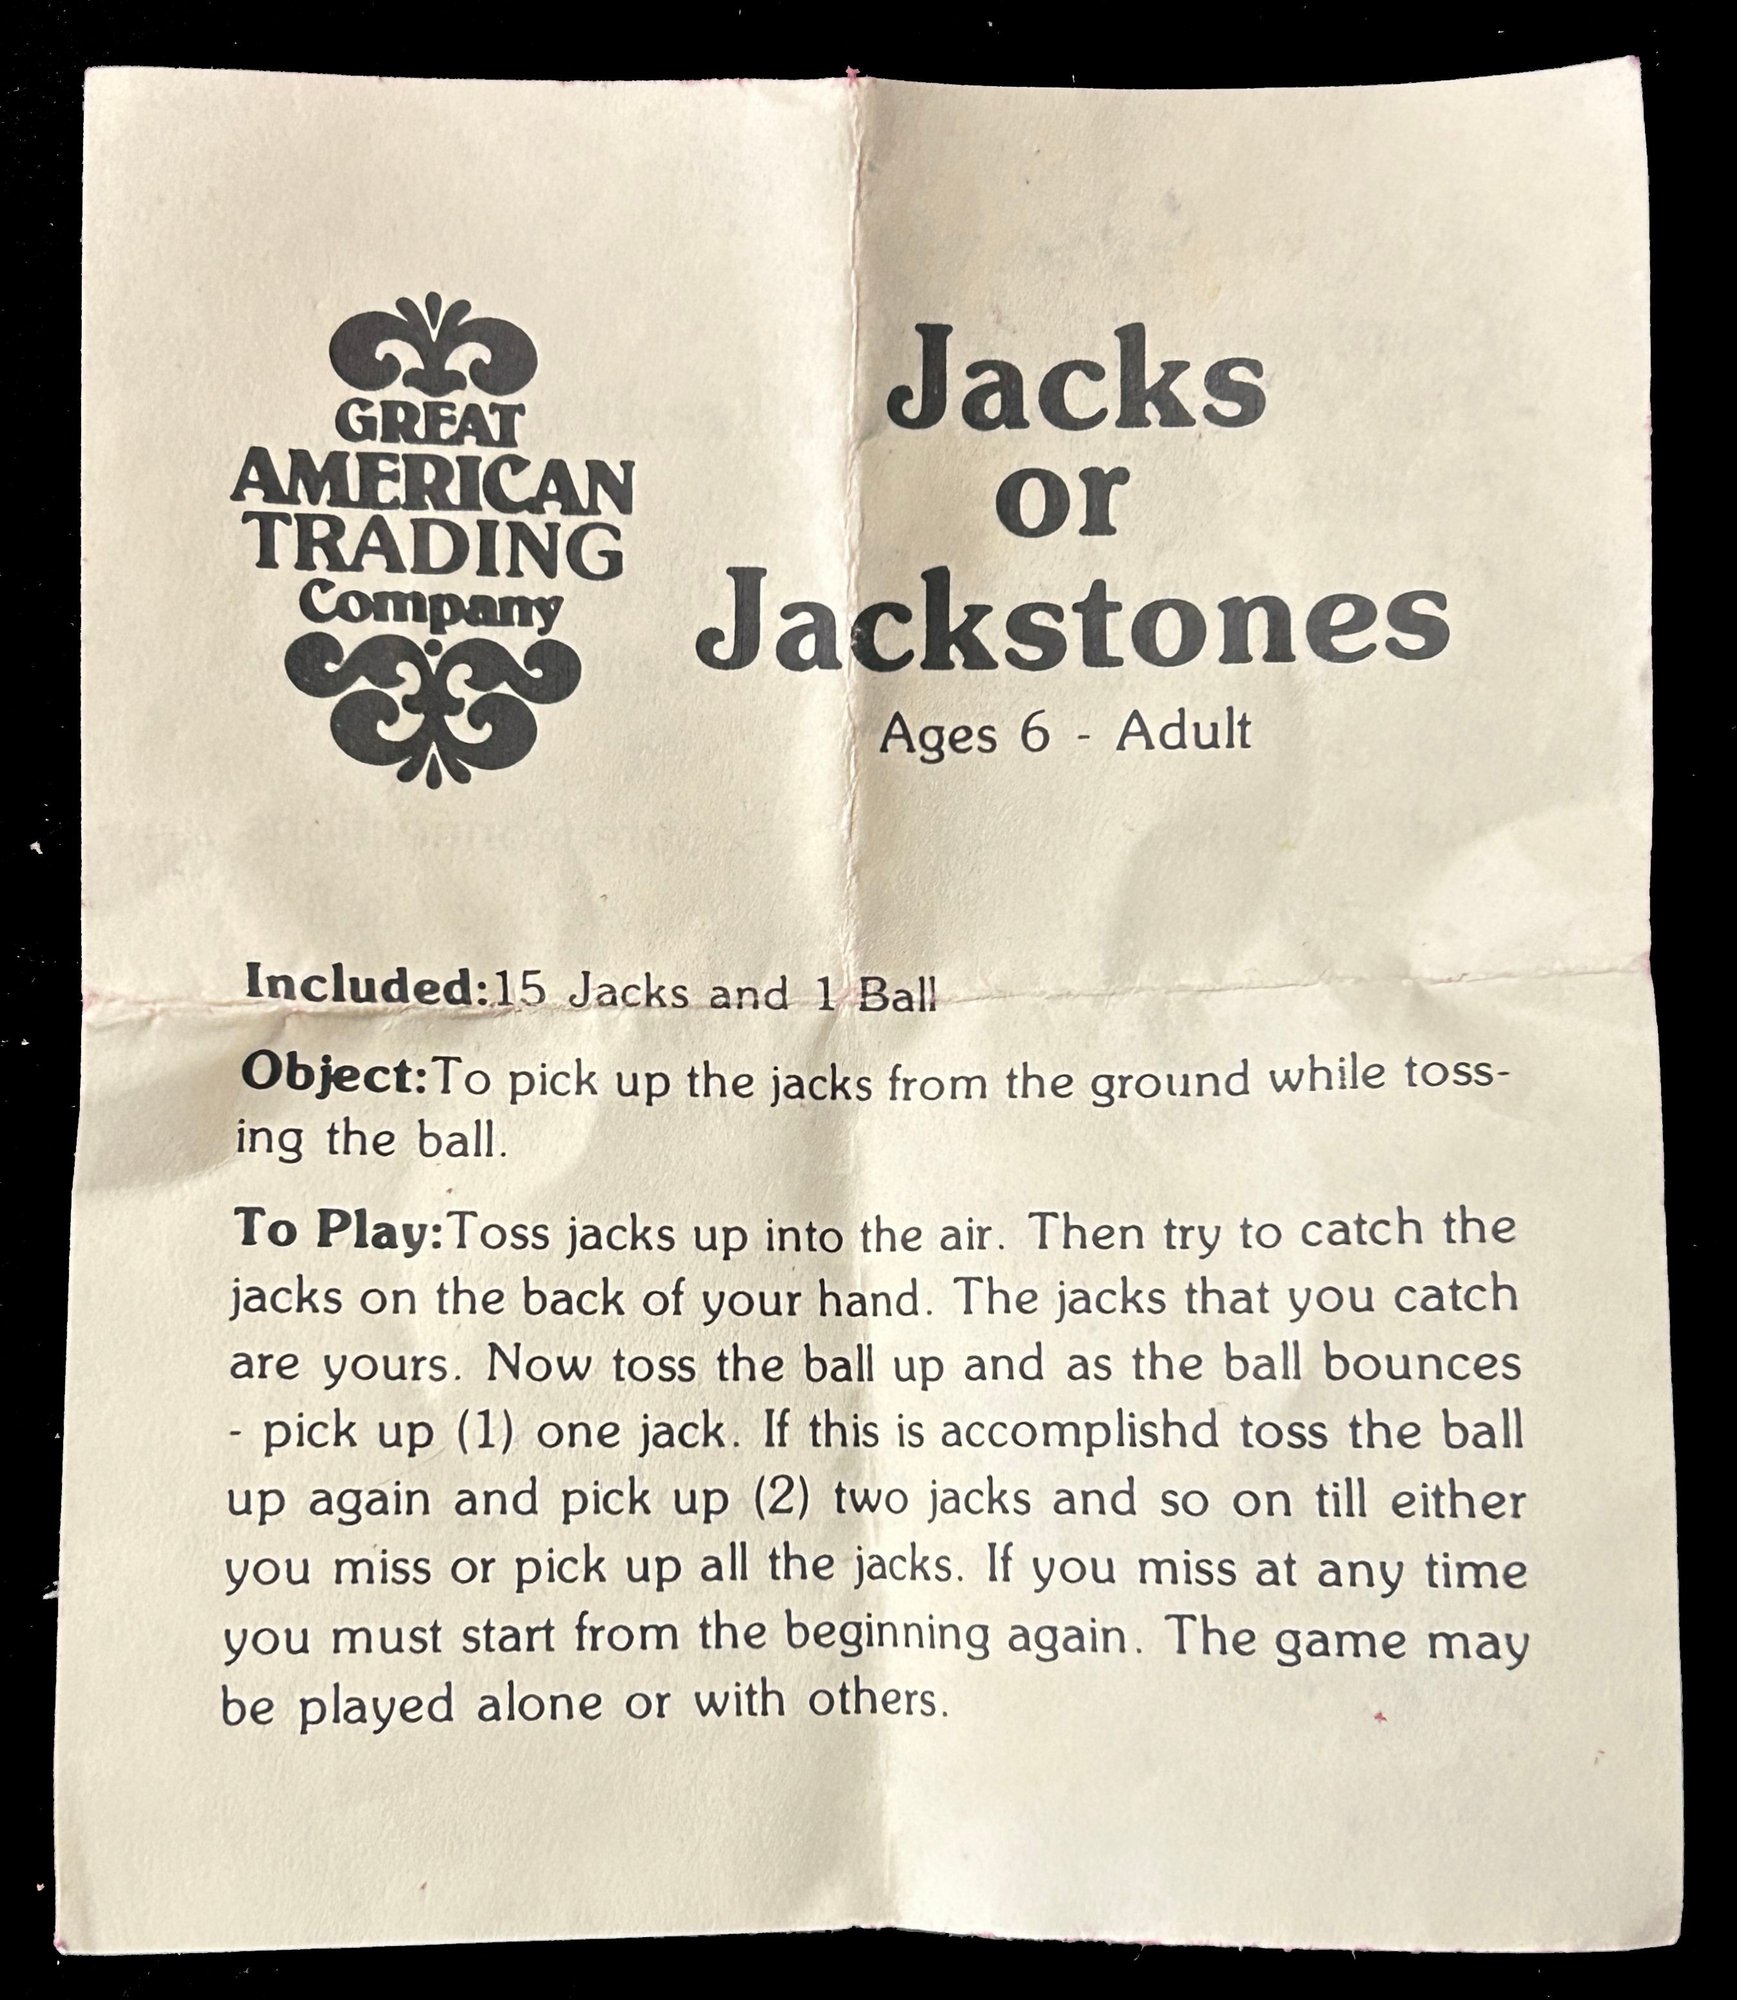 GREAT
AMERICAN
TRADING
Company
Jacks
or
Jackstones
Ages 6 - Adult
Included:15 Jacks and 1 Ball
Object:To pick up the jacks from the ground while toss-
ing the ball.
To Play:Toss jacks up into the air. Then try to catch the
jacks on the back of your hand. The jacks that you catch
are yours. Now toss the ball up and as the ball bounces
- pick up (1) one jack. If this is accomplishd toss the ball
up again and pick up (2) two jacks and so on till either
you miss or pick up all the jacks. If you miss at any time
you must start from the beginning again. The game may
be played alone or with others.